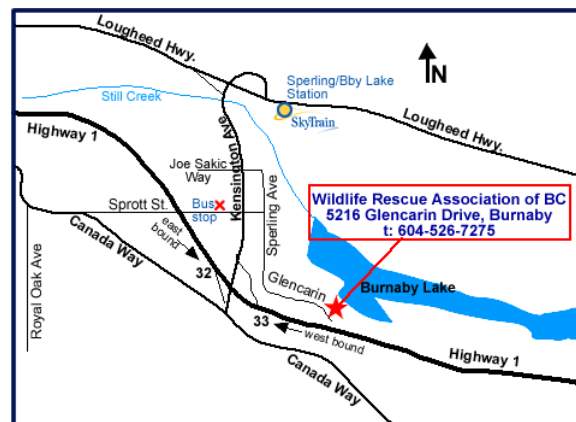 Lougheed Hwy.
N
Sperling/Bby Lake
Station
Still Creek
SkyTrain
Highway 1
Lougheed Hwy.
Kensington Ave.
Joe Sakic
Way
Sperling Ave
Sprott St.
Bus
stop
Wildlife Rescue Association of BC
5216 Glencarin Drive, Burnaby
t: 604-526-7275
Royal Oak Ave
Canada Way
east
bound
32
Glencarin
Burnaby Lake
33
west bound
Highway 1
Canada Way